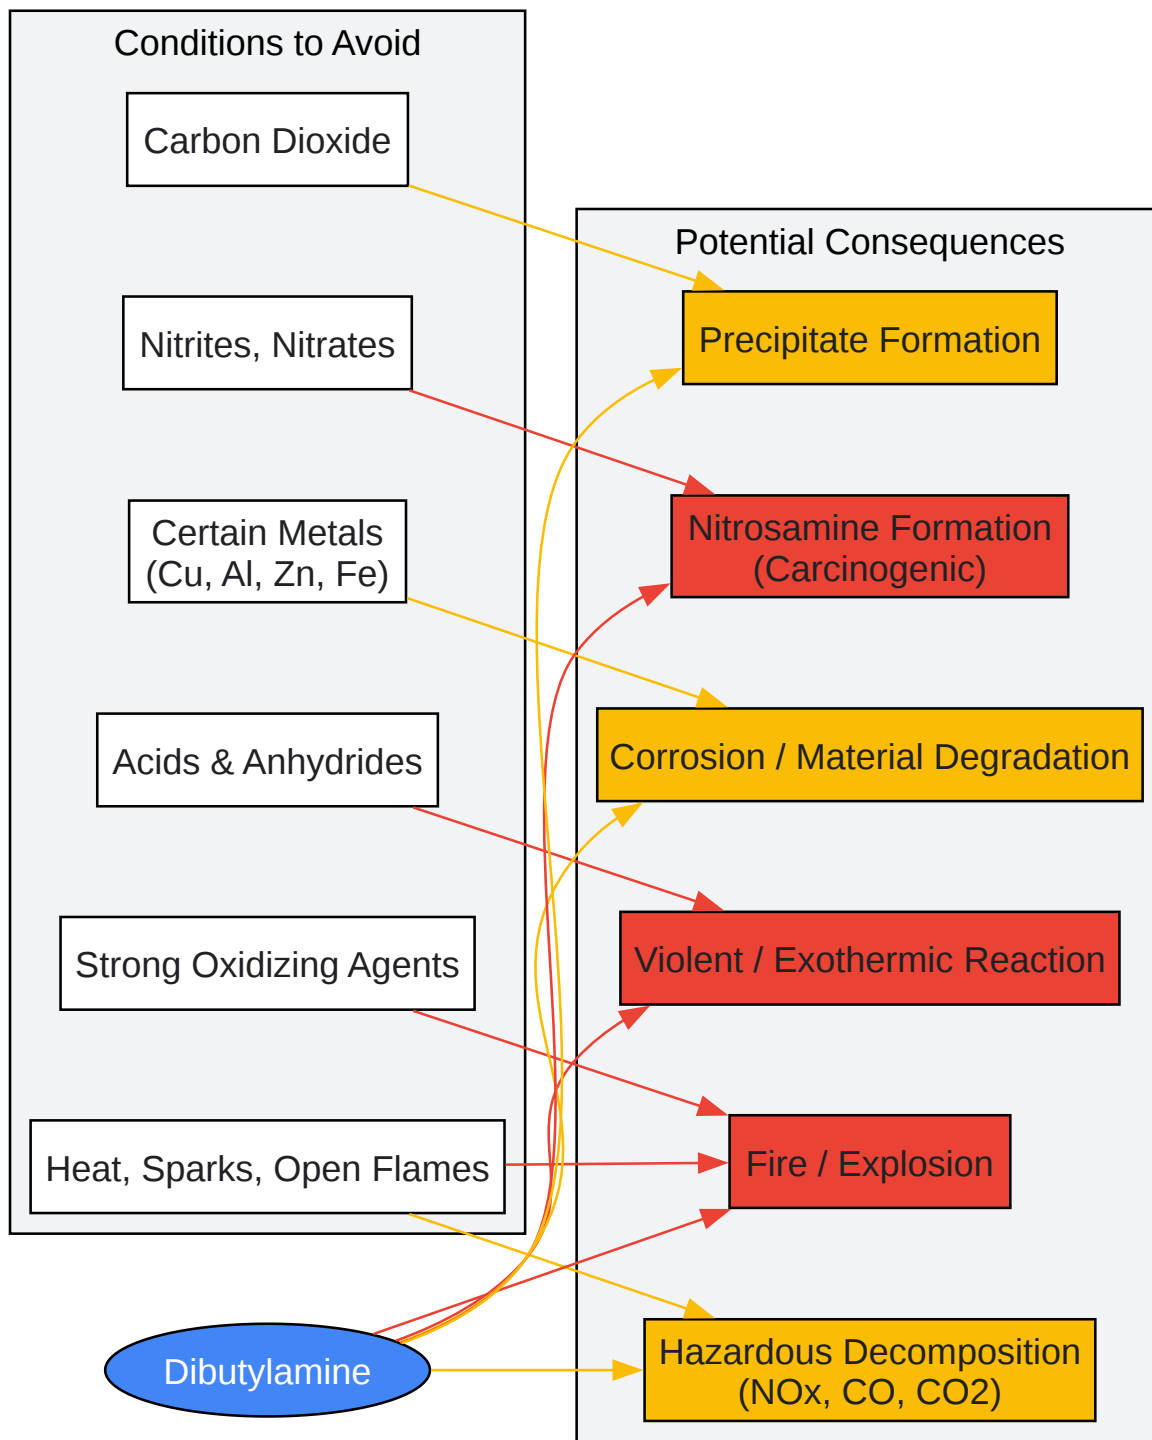 Conditions to Avoid
Carbon Dioxide
Nitrites, Nitrates
Certain Metals
(Cu, Al, Zn, Fe)
Acids & Anhydrides
Strong Oxidizing Agents
Heat, Sparks, Open Flames
Dibutylamine
Potential Consequences
Precipitate Formation
Nitrosamine Formation
(Carcinogenic)
Corrosion / Material Degradation
Violent / Exothermic Reaction
Fire / Explosion
Hazardous Decomposition
(NOx, CO, CO2)